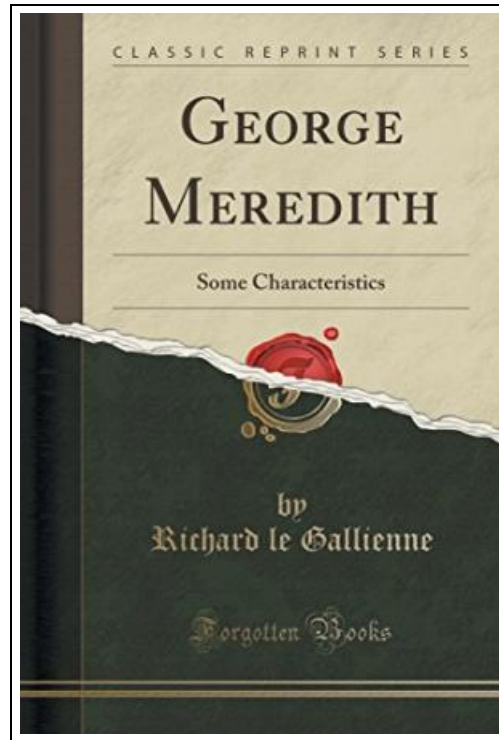 CLASSIC REPRINT SERIES
GEORGE
MEREDITH
Some Characteristics
by
Richard le Gallienne
Forgotten Books